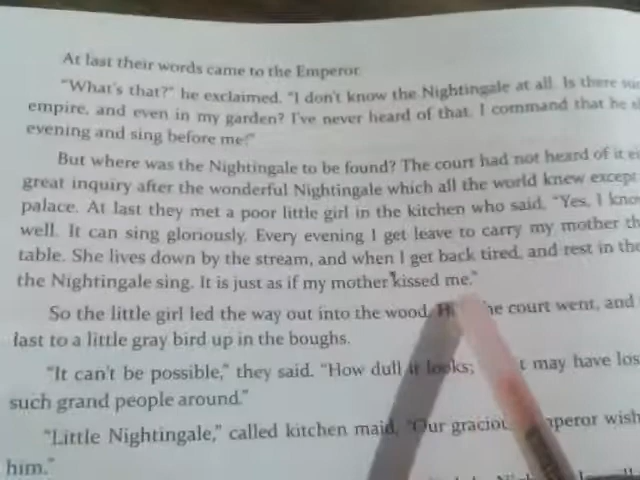 At last their words came to the Emperor.
"What's that?" he exclaimed. "I don't know the Nightingale at all. Is there
empire, and even in my garden? I've never heard of that. I command that he
evening and sing before me!"
But where was the Nightingale to be found? The court had not heard of it
great inquiry after the wonderful Nightingale which all the world knew except
palace. At last they met a poor little girl in the kitchen who said, "Yes, I
well. It can sing gloriously. Every evening I get leave to carry my mother
table. She lives down by the stream, and when I get back tired, and rest in
the Nightingale sing. It is just as if my mother kissed me."
So the little girl led the way out into the wood. court went, and
last to a little gray bird up in the boughs.
"It can't be possible," they said. "How dull it looks; may have
such grand people around."
"Little Nightingale," called kitchen maid, "Our
him."